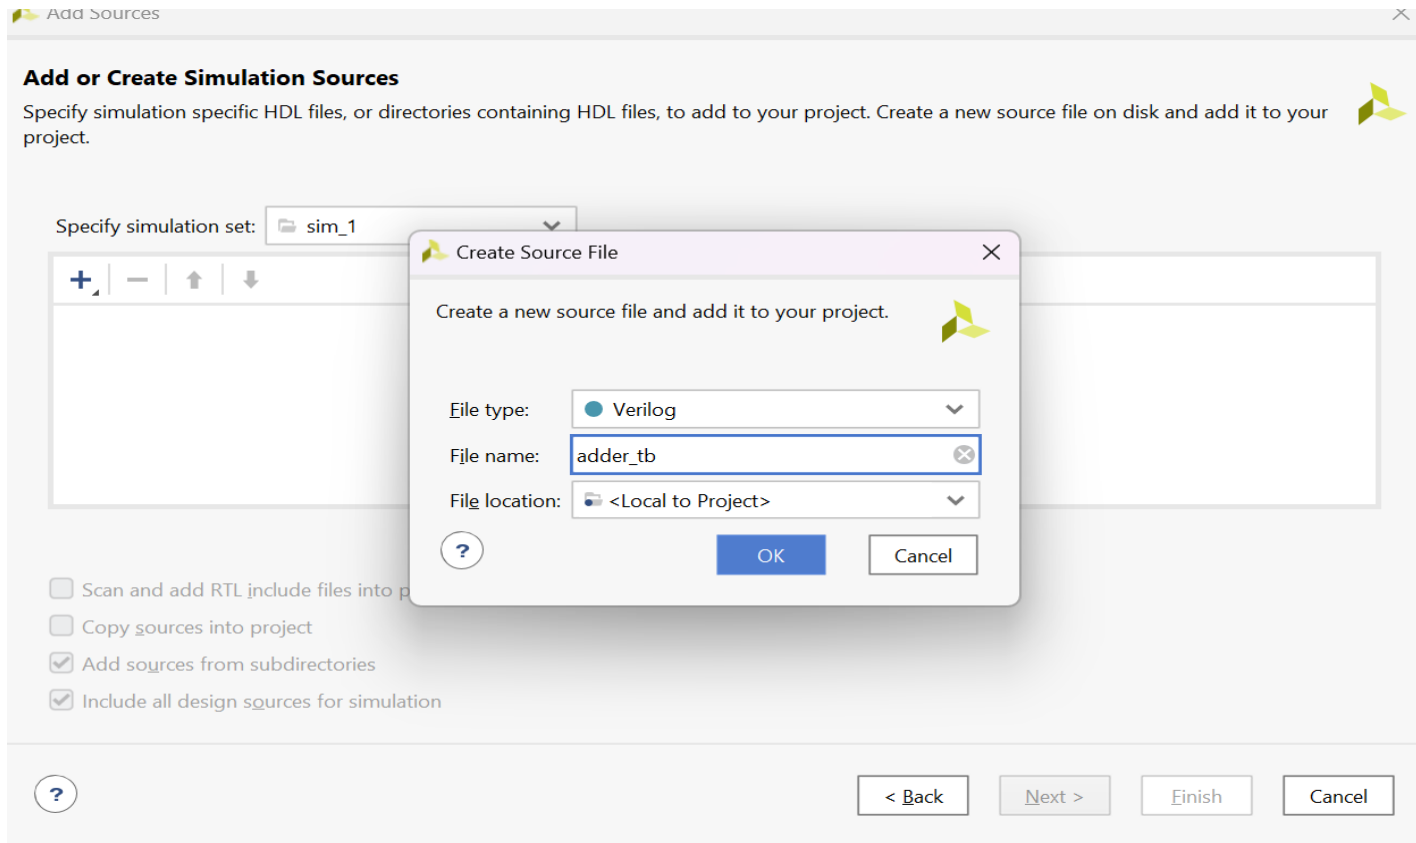 Add Sources
Add or Create Simulation Sources
Specify simulation specific HDL files, or directories containing HDL files, to add to your project. Create a new source file on disk and add it to your
project.
Specify simulation set: sim_1
Create Source File
Create a new source file and add it to your project.
File type: Verilog
File name: adder_tb
File location: <Local to Project>
? OK Cancel
Scan and add RTL include files into p
Copy sources into project
Add sources from subdirectories
Include all design sources for simulation
? < Back Next > Finish Cancel